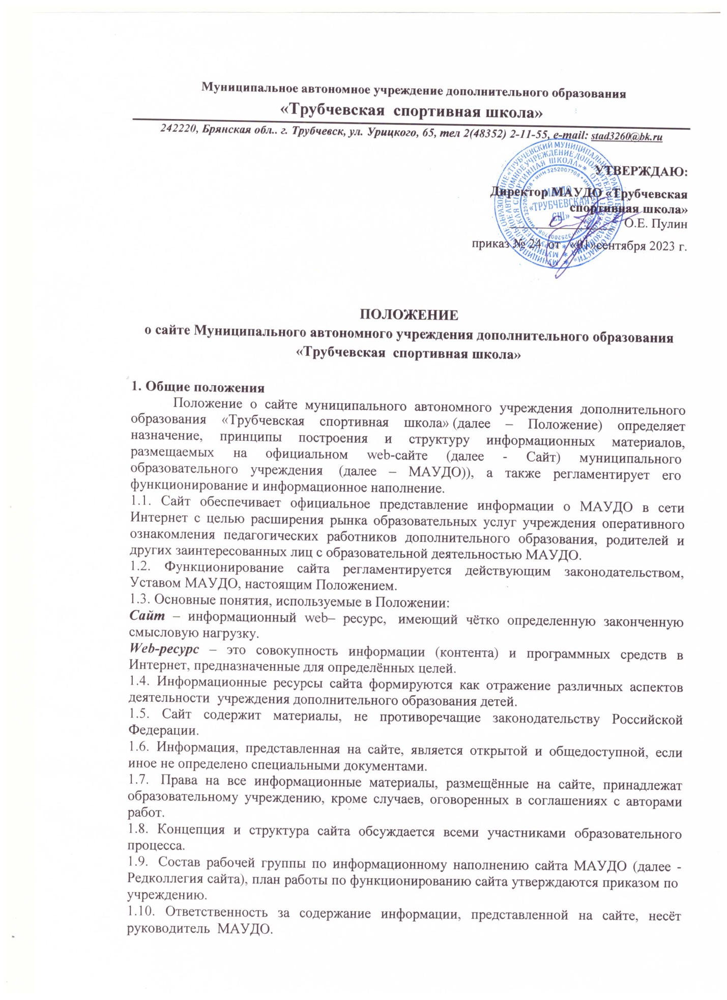 Муниципальное автономное учреждение дополнительного образования
«Трубчевская спортивная школа»
242220, Брянская обл.. г. Трубчевск, ул. Урицкого, 65, тел 2(48352) 2-11-55, e-mail: stad3260@bk.ru
УТВЕРЖДАЮ:
Директор МАУДО «Трубчевская
спортивная школа»
О.Е. Пулин
приказ № 24 от «01»сентября 2023 г.
МАУДО
«ТРУБЧЕВСКАЯ
СШ»
ПОЛОЖЕНИЕ
о сайте Муниципального автономного учреждения дополнительного образования
«Трубчевская спортивная школа»
1. Общие положения
Положение о сайте муниципального автономного учреждения дополнительного
образования «Трубчевская спортивная школа» (далее – Положение) определяет
назначение, принципы построения и структуру информационных материалов,
размещаемых на официальном web-сайте (далее - Сайт) муниципального
образовательного учреждения (далее – МАУДО)), а также регламентирует его
функционирование и информационное наполнение.
1.1. Сайт обеспечивает официальное представление информации о МАУДО в сети
Интернет с целью расширения рынка образовательных услуг учреждения оперативного
ознакомления педагогических работников дополнительного образования, родителей и
других заинтересованных лиц с образовательной деятельностью МАУДО.
1.2. Функционирование сайта регламентируется действующим законодательством,
Уставом МАУДО, настоящим Положением.
1.3. Основные понятия, используемые в Положении:
Сайт – информационный web– ресурс, имеющий чётко определенную законченную
смысловую нагрузку.
Web-ресурс – это совокупность информации (контента) и программных средств в
Интернет, предназначенные для определённых целей.
1.4. Информационные ресурсы сайта формируются как отражение различных аспектов
деятельности учреждения дополнительного образования детей.
1.5. Сайт содержит материалы, не противоречащие законодательству Российской
Федерации.
1.6. Информация, представленная на сайте, является открытой и общедоступной, если
иное не определено специальными документами.
1.7. Права на все информационные материалы, размещённые на сайте, принадлежат
образовательному учреждению, кроме случаев, оговоренных в соглашениях с авторами
работ.
1.8. Концепция и структура сайта обсуждается всеми участниками образовательного
процесса.
1.9. Состав рабочей группы по информационному наполнению сайта МАУДО (далее -
Редколлегия сайта), план работы по функционированию сайта утверждаются приказом по
учреждению.
1.10. Ответственность за содержание информации, представленной на сайте, несёт
руководитель МАУДО.